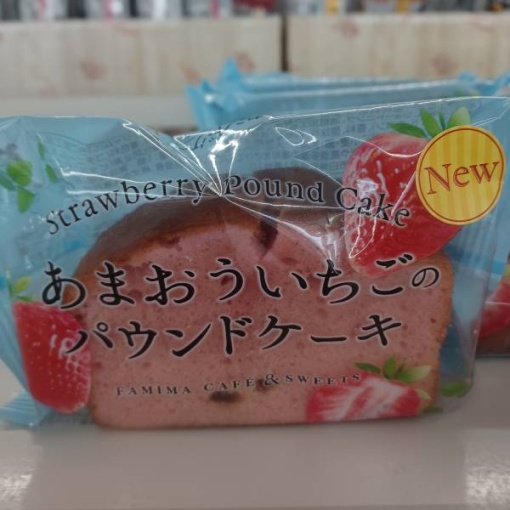 Strawberry Pound Cake
New
あまおういちごの
パウンドケーキ
FAMIMA CAFÉ & SWEETS